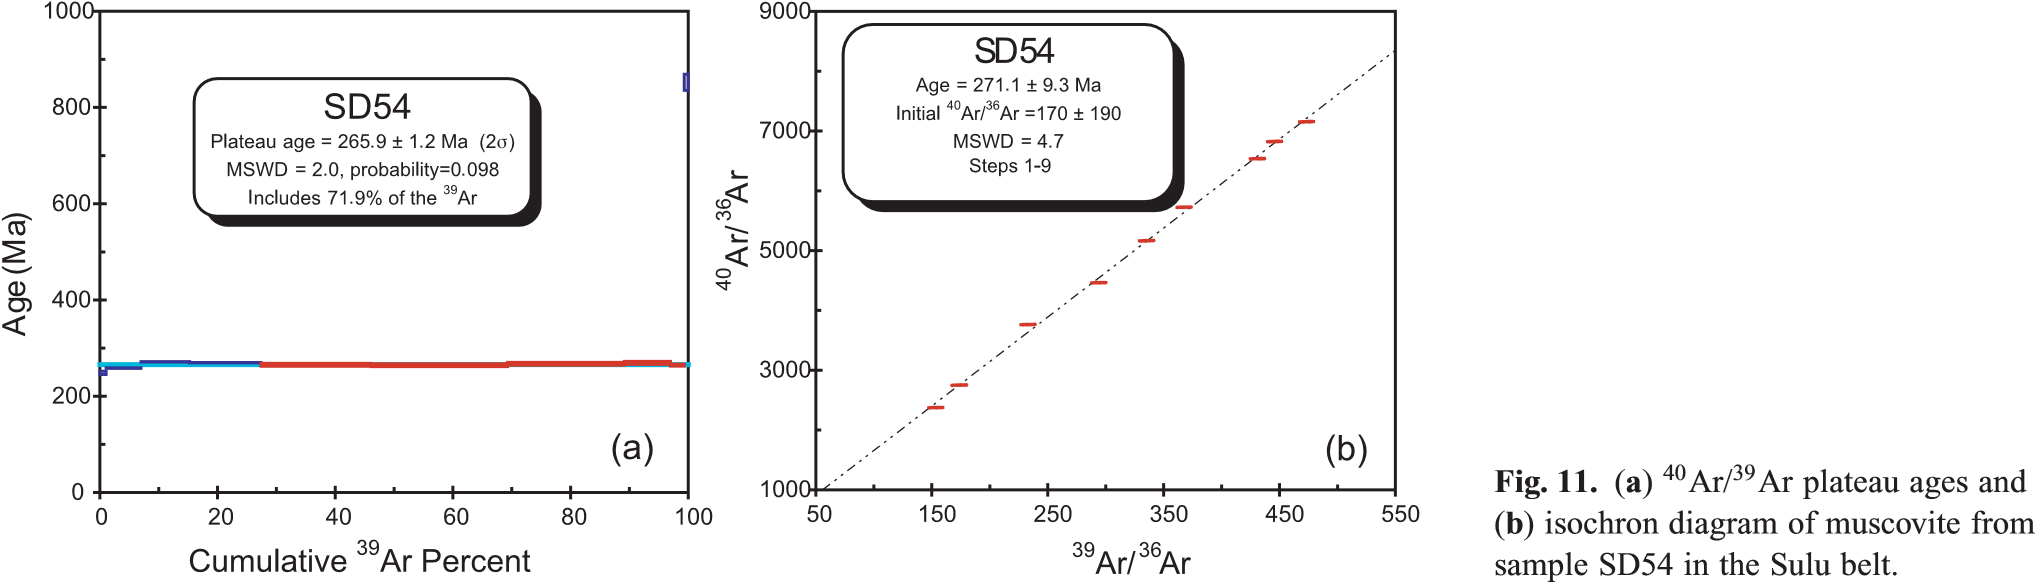 1000
800
600
400
200
0
Age (Ma)
SD54
Plateau age = 265.9 ± 1.2 Ma (2σ)
MSWD = 2.0, probability=0.098
Includes 71.9% of the ³⁹Ar
(a)
0 20 40 60 80 100
Cumulative ³⁹Ar Percent
9000
7000
5000
3000
1000
⁴⁰Ar/³⁶Ar
SD54
Age = 271.1 ± 9.3 Ma
Initial ⁴⁰Ar/³⁶Ar =170 ± 190
MSWD = 4.7
Steps 1-9
(b)
50 150 250 350 450 550
³⁹Ar/³⁶Ar
Fig. 11. (a) ⁴⁰Ar/³⁹Ar plateau ages and
(b) isochron diagram of muscovite from
sample SD54 in the Sulu belt.